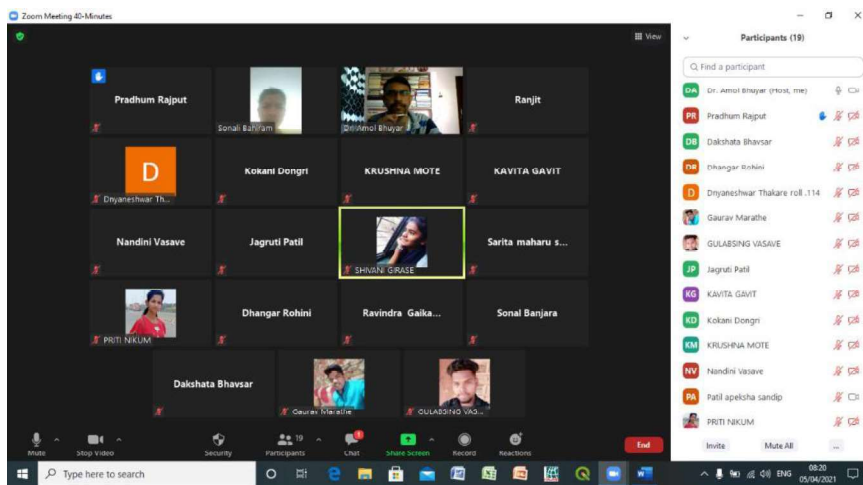 Zoom Meeting 40-Minutes
View
Participants (19)
Find a participant
Pradhum Rajput
Sonali Bahiram
Dr. Amol Bhuyar
Ranjit
D
Dnyaneshwar Th...
Kokani Dongri
KRUSHNA MOTE
KAVITA GAVIT
Nandini Vasave
Jagruti Patil
SHIVANI GIRASE
Sarita maharu s...
PRITI NIKUM
Dhangar Rohini
Ravindra Gaika...
Sonal Banjara
Dakshata Bhavsar
Gaurav Marathe
GULABSING VAS...
DA Dr. Amol Bhuyar (Host, me)
PR Pradhum Rajput
DB Dakshata Bhavsar
DR Dhangar Rohini
D Dnyaneshwar Thakare roll .114
Gaurav Marathe
GULABSING VASAVE
JP Jagruti Patil
KG KAVITA GAVIT
KD Kokani Dongri
KM KRUSHNA MOTE
NV Nandini Vasave
PA Patil apeksha sandip
PRITI NIKUM
Invite Mute All ...
Mute
Stop Video
Security
19
Participants
1
Chat
Share Screen
Record
Reactions
End
Type here to search
ENG
08:20
05/04/2021